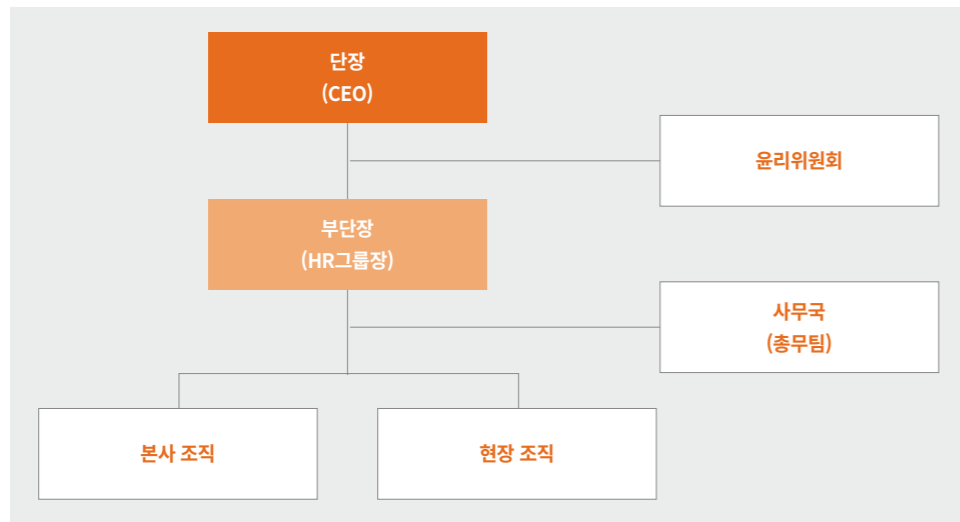 단장
(CEO)
윤리위원회
부단장
(HR그룹장)
사무국
(총무팀)
본사 조직
현장 조직